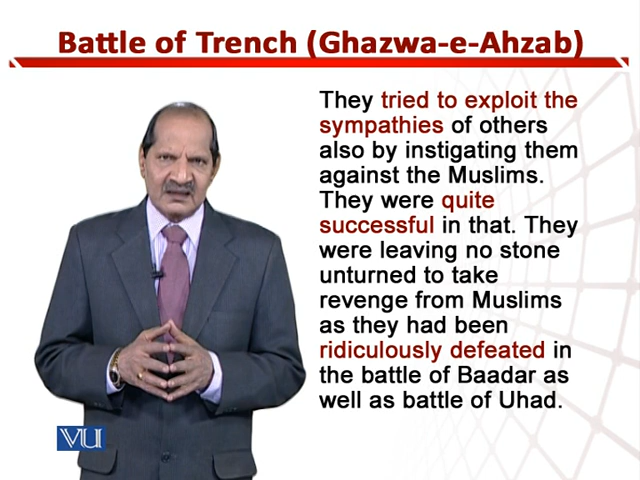 Battle of Trench (Ghazwa-e-Ahzab)
They tried to exploit the
sympathies of others
also by instigating them
against the Muslims.
They were quite
successful in that. They
were leaving no stone
unturned to take
revenge from Muslims
as they had been
ridiculously defeated in
the battle of Baadar as
well as battle of Uhad.
VU